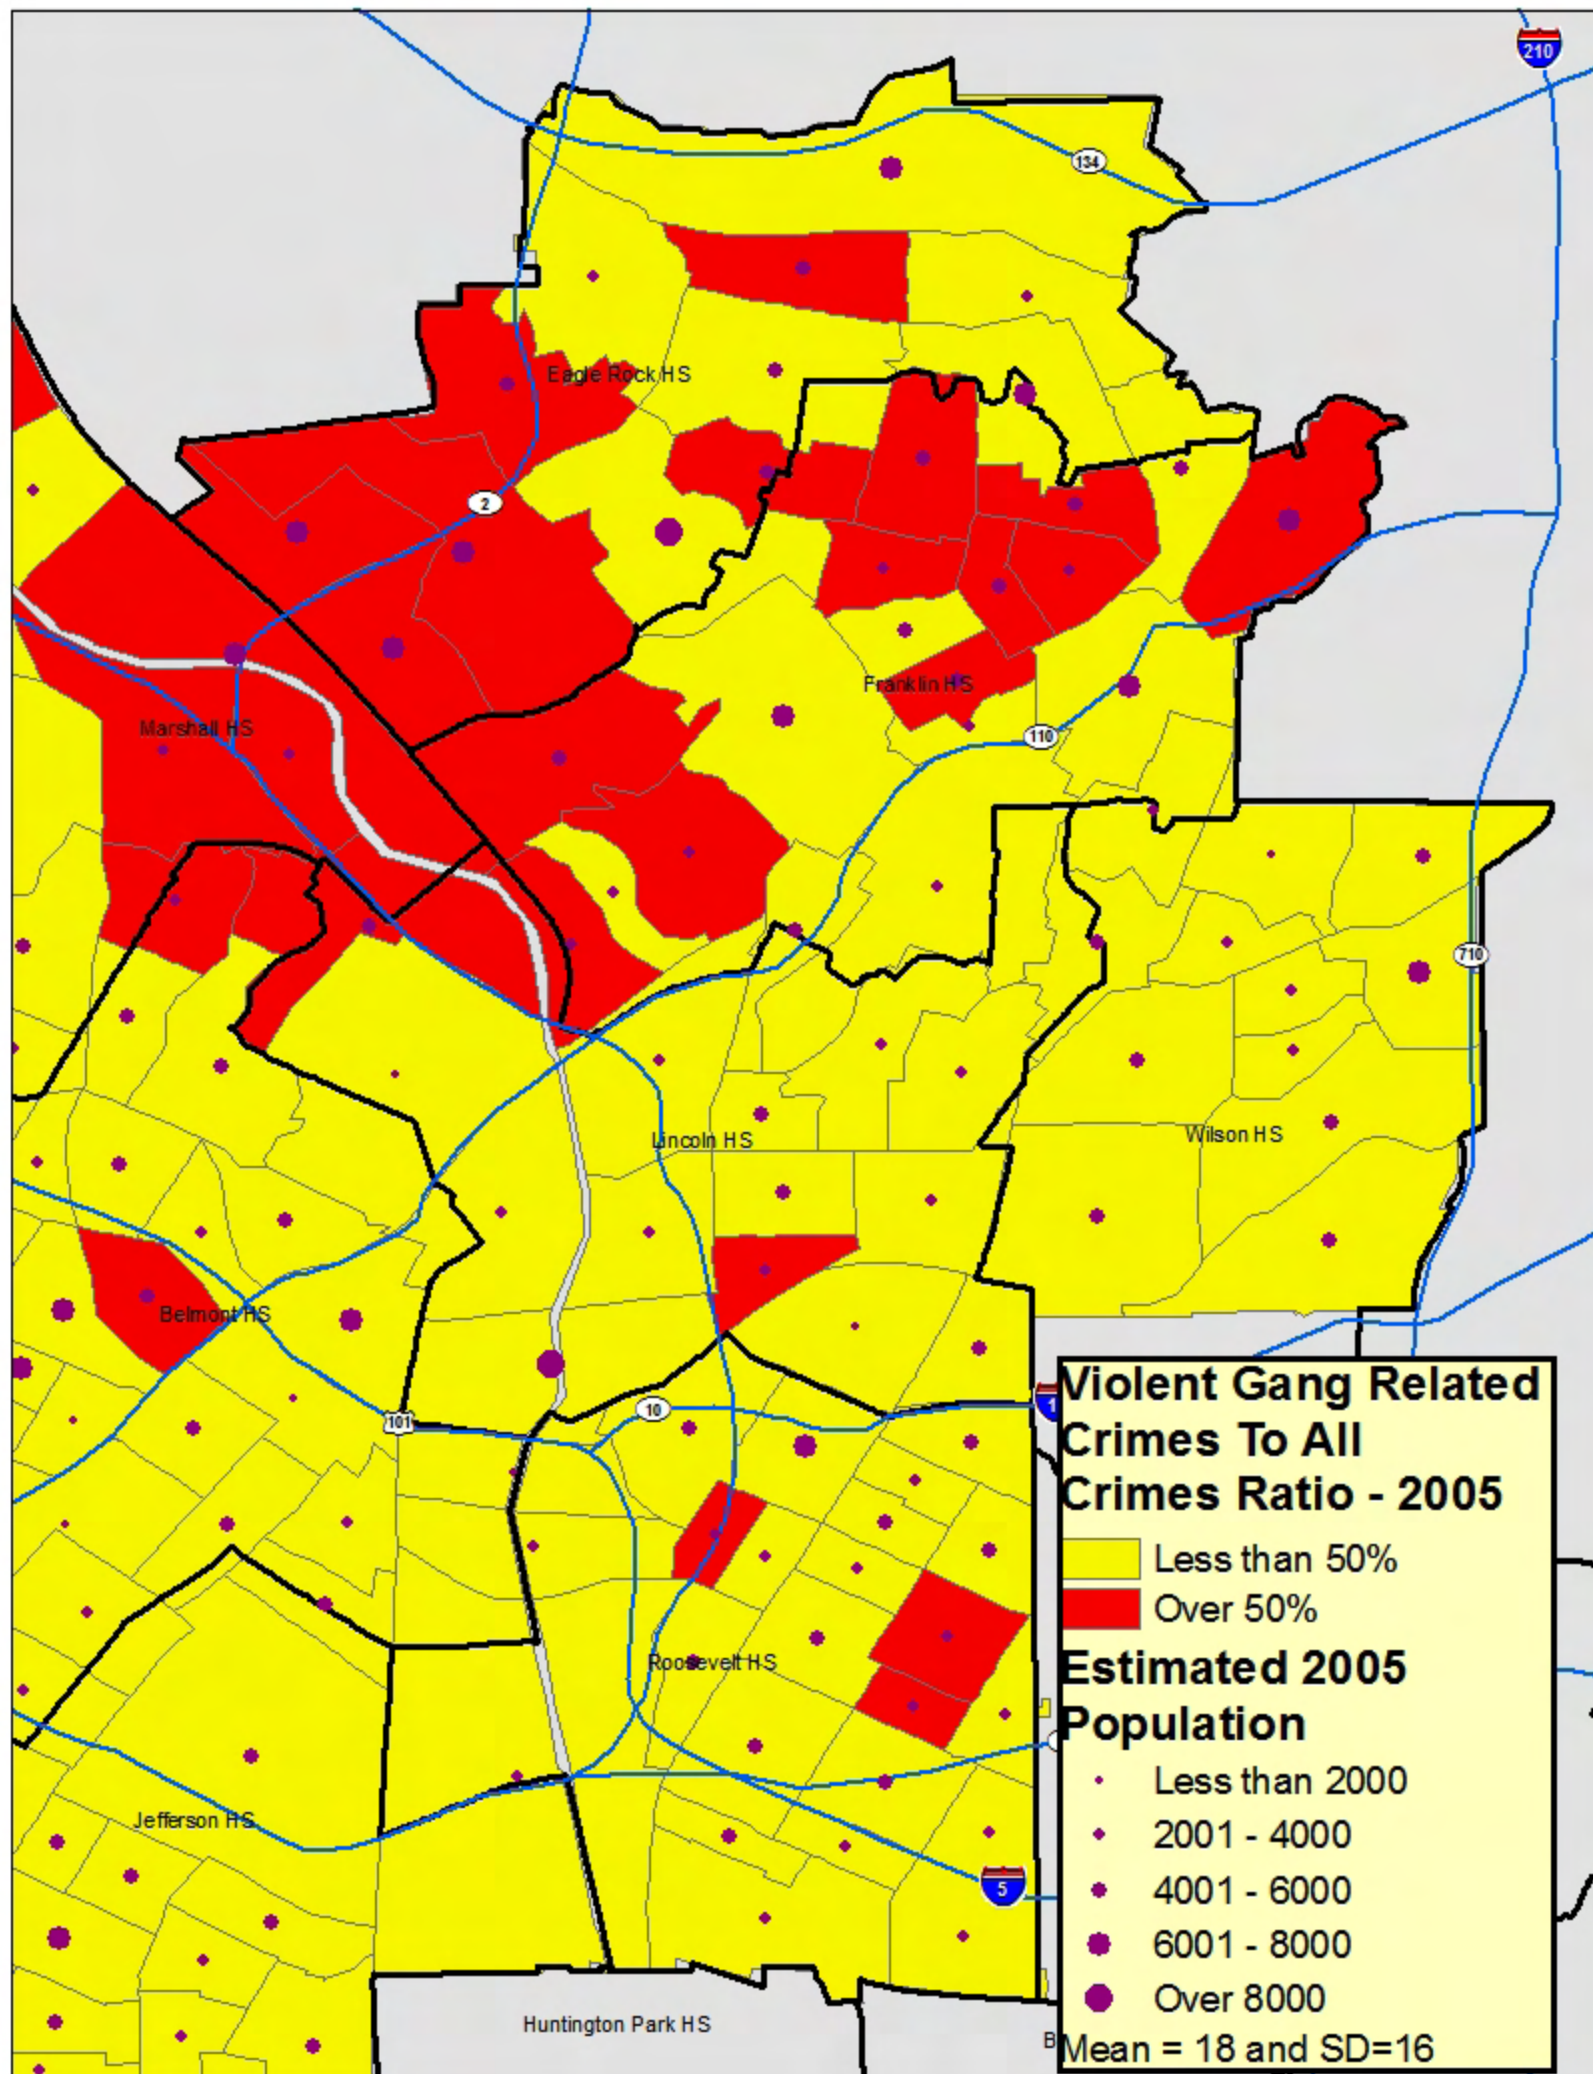 210
134
Eagle Rock HS
2
Franklin HS
Marshall HS
110
710
Lincoln HS
Wilson HS
Belmont HS
101
10
Roosevelt HS
Jefferson HS
5
Huntington Park HS
Violent Gang Related
Crimes To All
Crimes Ratio - 2005
Less than 50%
Over 50%
Estimated 2005
Population
Less than 2000
2001 - 4000
4001 - 6000
6001 - 8000
Over 8000
Mean = 18 and SD=16